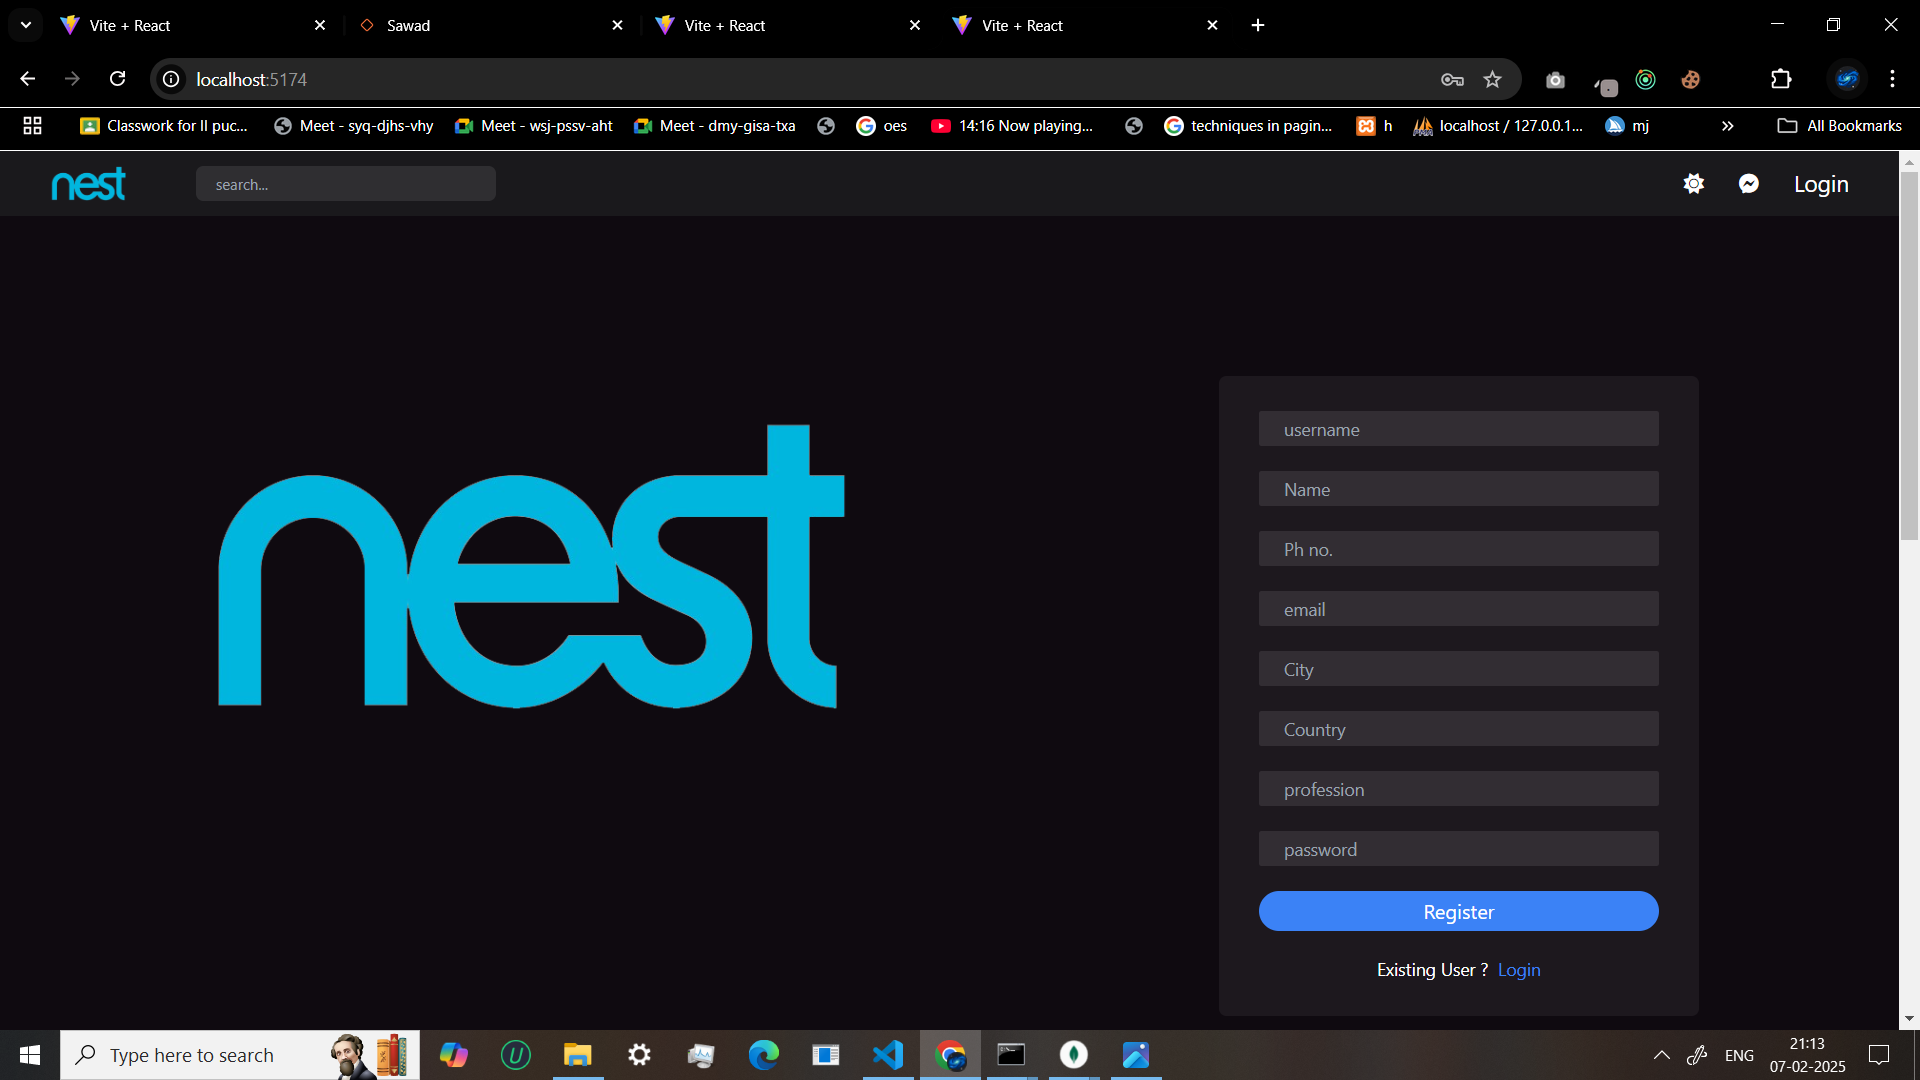 Vite + React
Sawad
Vite + React
Vite + React
localhost:5174
Classwork for II puc...
Meet - syq-djhs-vhy
Meet - wsj-pssv-aht
Meet - dmy-gisa-txa
oes
14:16 Now playing...
techniques in pagin...
h
localhost / 127.0.0.1...
mj
All Bookmarks
nest
search...
Login
nest
username
Name
Ph no.
email
City
Country
profession
password
Register
Existing User ? Login
Type here to search
ENG
21:13
07-02-2025